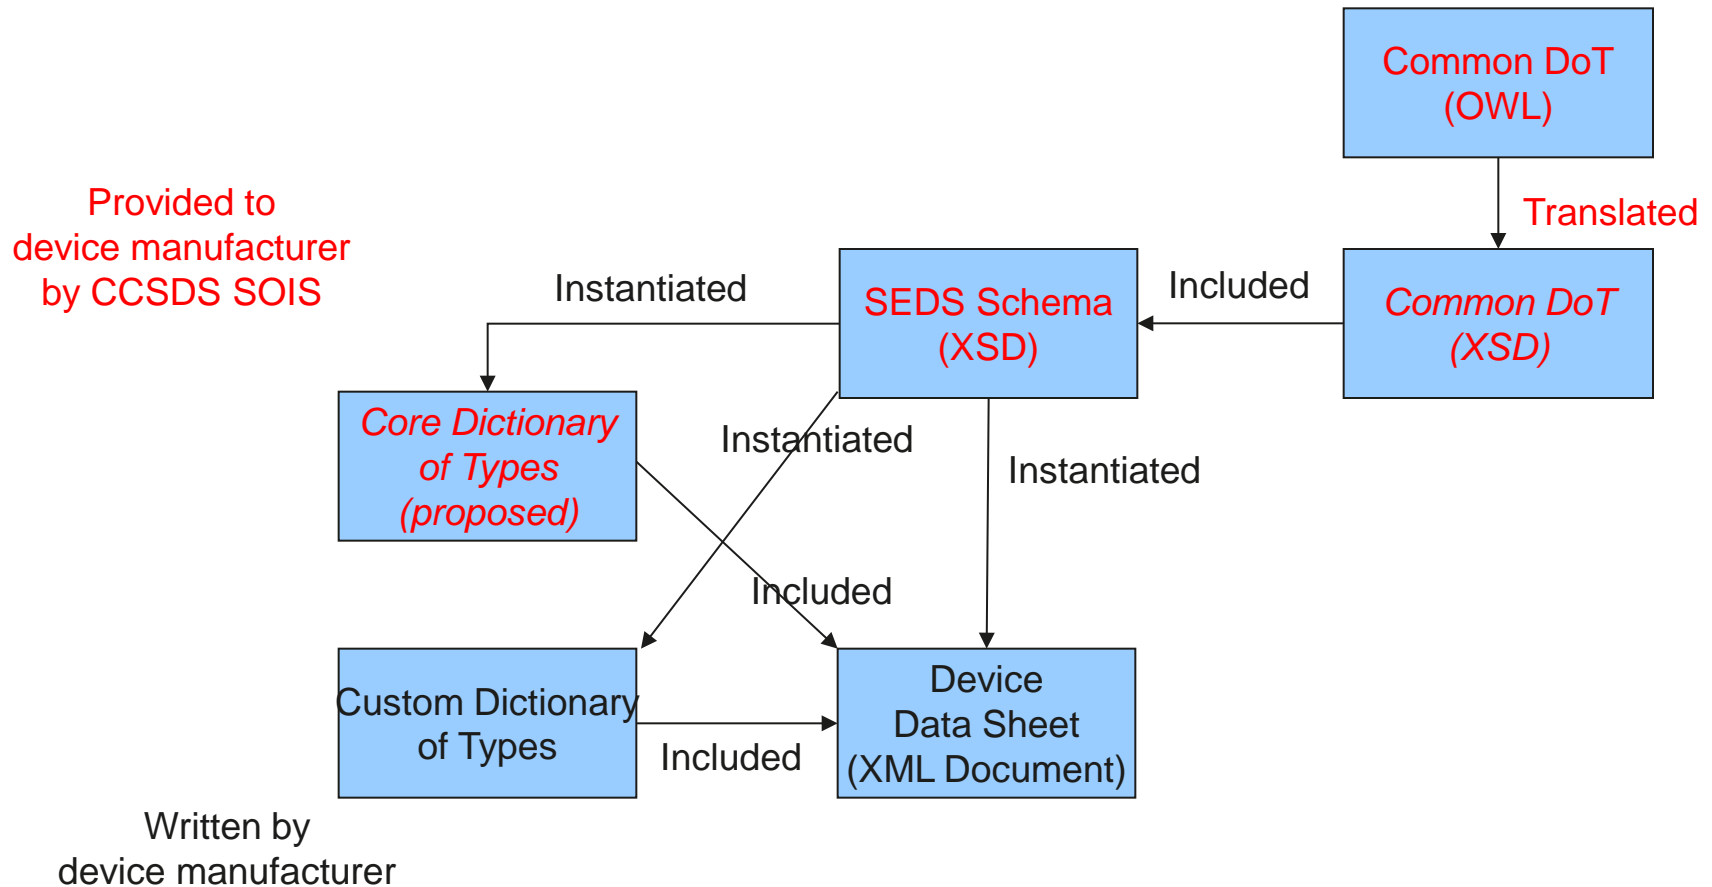 Common DoT
(OWL)
Translated
Provided to
device manufacturer
by CCSDS SOIS
Instantiated
SEDS Schema
(XSD)
Included
Common DoT
(XSD)
Core Dictionary
of Types
(proposed)
Instantiated
Instantiated
Included
Custom Dictionary
of Types
Included
Device
Data Sheet
(XML Document)
Written by
device manufacturer